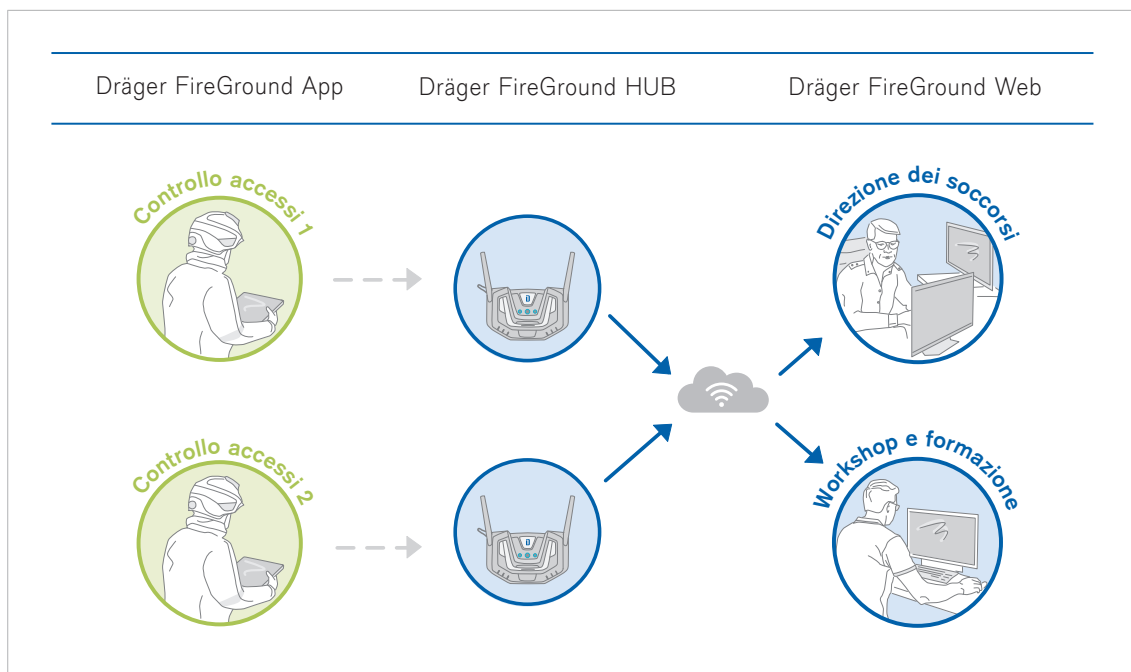 Dräger FireGround App
Dräger FireGround HUB
Dräger FireGround Web
Controllo accessi 1
Direzione dei soccorsi
Controllo accessi 2
Workshop e formazione